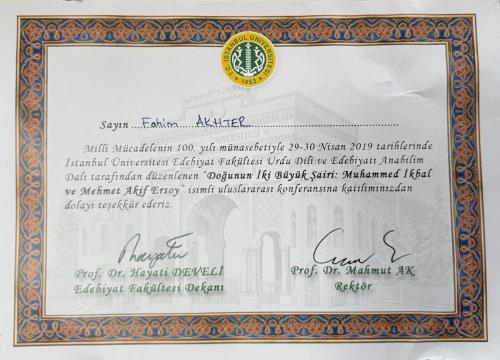 T.C. İSTANBUL ÜNİVERSİTESİ
1453
Sayın ....Fahim AKHTER....
Milli Mücadelenin 100. yılı münasebetiyle 29-30 Nisan 2019 tarihlerinde
İstanbul Üniversitesi Edebiyat Fakültesi Urdu Dili ve Edebiyatı Anabilim
Dalı tarafından düzenlenen "Doğunun İki Büyük Şairi: Muhammed İkbal
ve Mehmet Akif Ersoy" isimli uluslararası konferansına katılımınızdan
dolayı teşekkür ederiz.
Prof. Dr. Hayati DEVELİ
Edebiyat Fakültesi Dekanı
Prof. Dr. Mahmut AK
Rektör